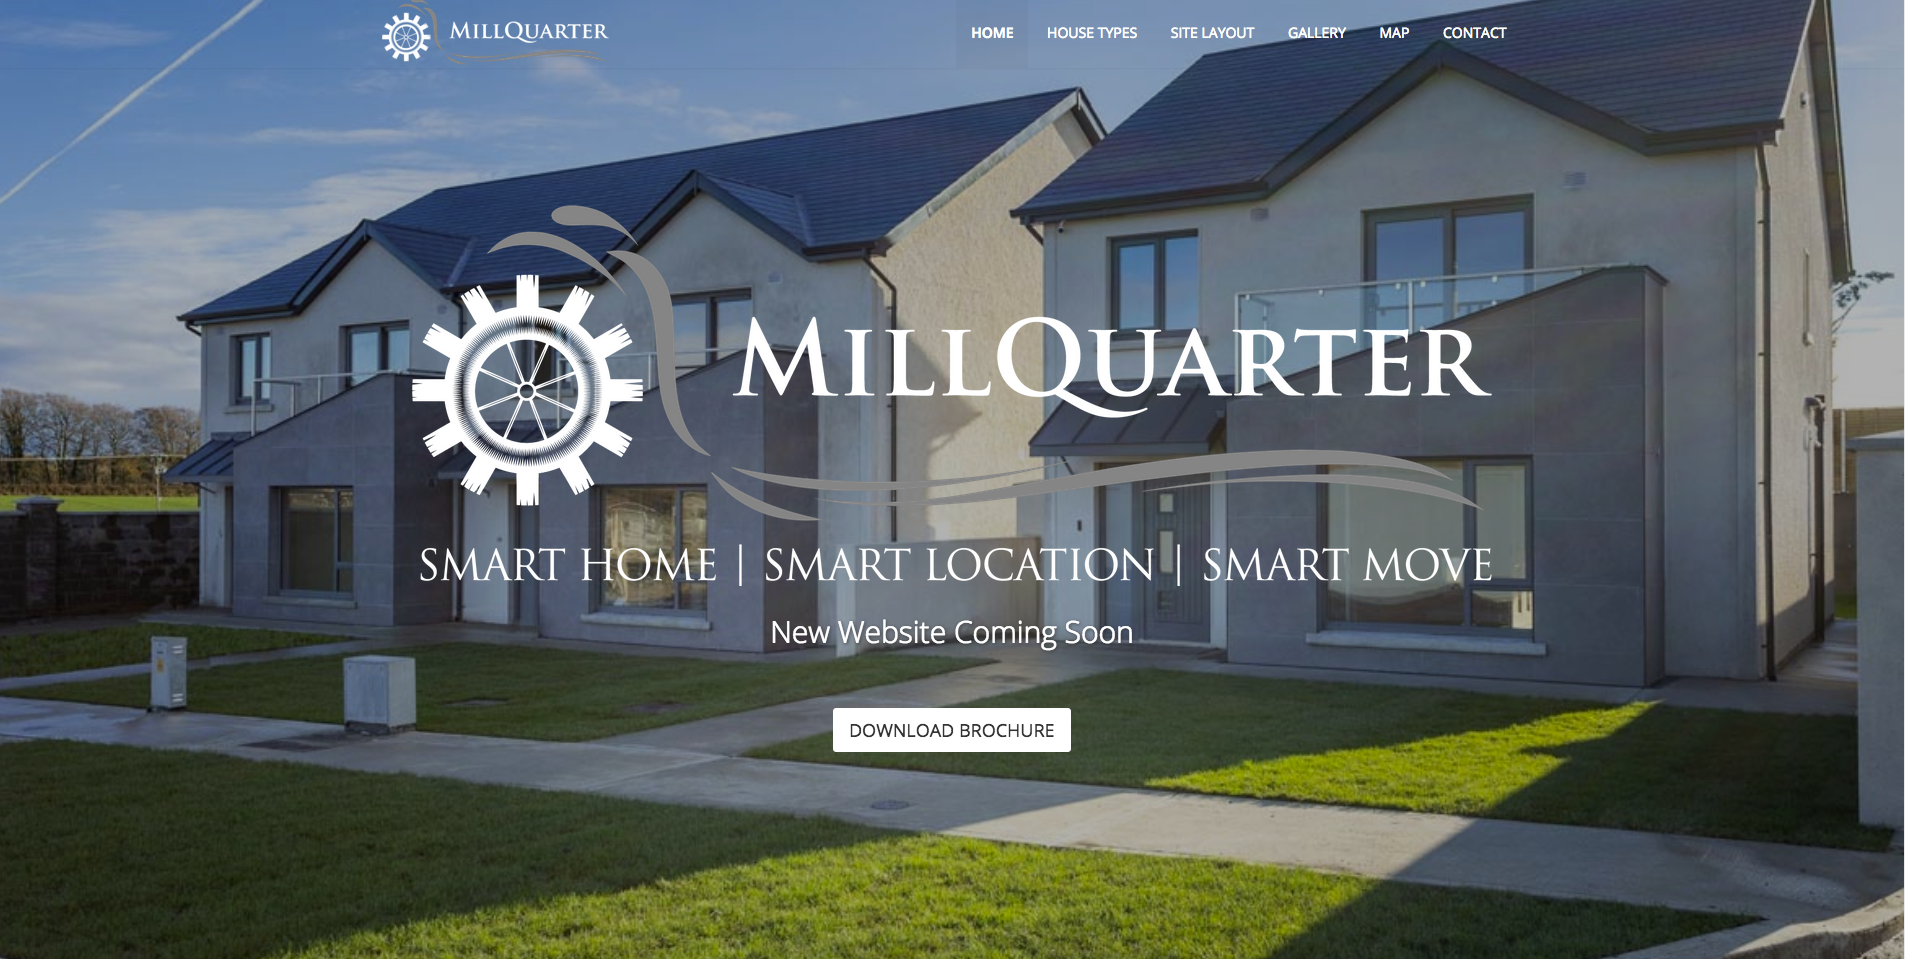 MILLQUARTER
HOME HOUSE TYPES SITE LAYOUT GALLERY MAP CONTACT
MILLQUARTER
SMART HOME | SMART LOCATION | SMART MOVE
New Website Coming Soon
DOWNLOAD BROCHURE